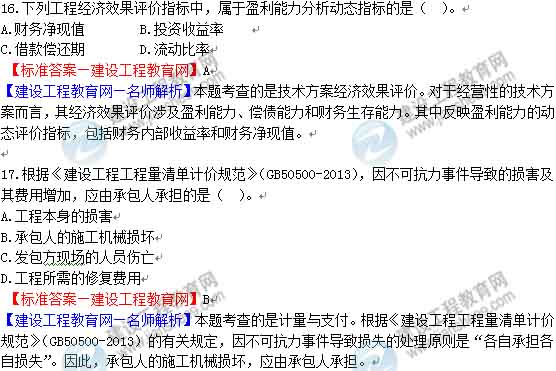 16.下列工程经济效果评价指标中，属于盈利能力分析动态指标的是（  ）。
A.财务净现值    B.投资收益率
C.借款偿还期    D.流动比率
【标准答案—建设工程教育网】A
【建设工程教育网—名师解析】本题考查的是技术方案经济效果评价。对于经营性的技术方
案而言，其经济效果评价涉及盈利能力、偿债能力和财务生存能力。其中反映盈利能力的动
态评价指标，包括财务内部收益率和财务净现值。
17.根据《建设工程工程量清单计价规范》（GB50500-2013），因不可抗力事件导致的损害及
其费用增加，应由承包人承担的是（  ）。
A.工程本身的损害
B.承包人的施工机械损坏
C.发包方现场的人员伤亡
D.工程所需的修复费用
【标准答案—建设工程教育网】B
【建设工程教育网—名师解析】本题考查的是计量与支付。根据《建设工程工程量清单计价
规范》（GB50500-2013）的有关规定，因不可抗力事件导致损失的处理原则是“各自承担各
自损失”。因此，承包人的施工机械损坏，应由承包人承担。